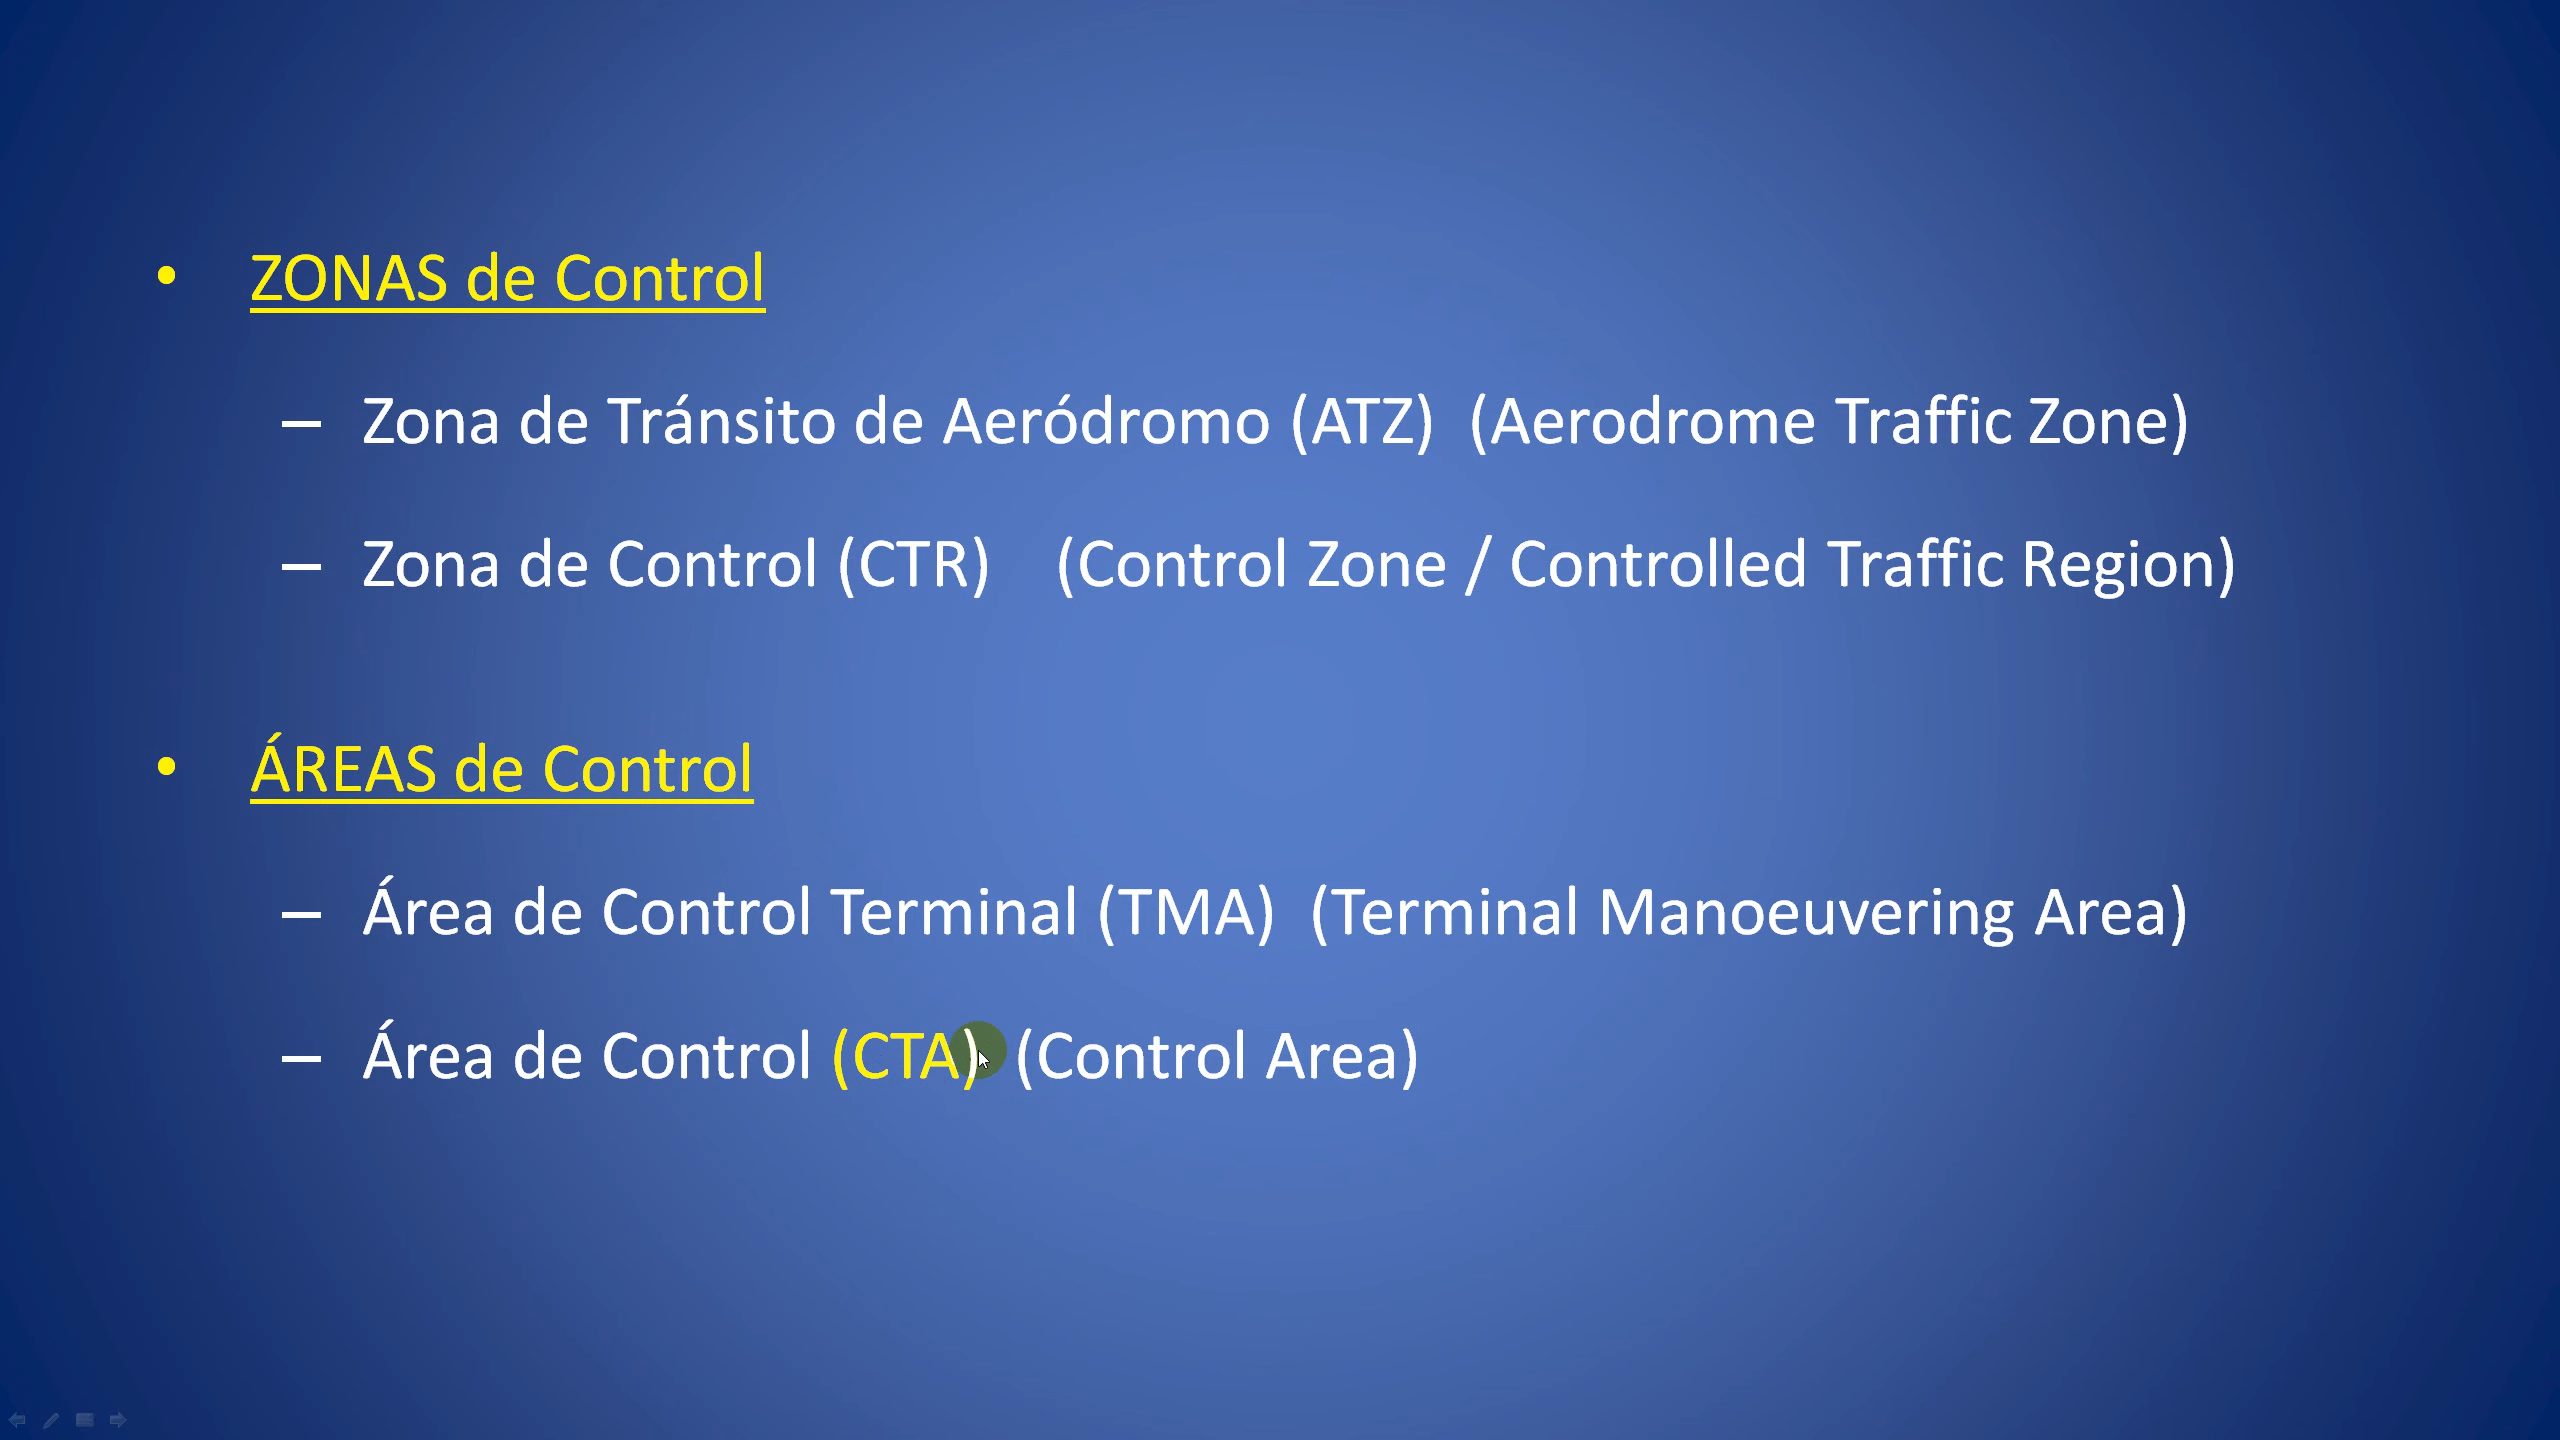 • ZONAS de Control
– Zona de Tránsito de Aeródromo (ATZ) (Aerodrome Traffic Zone)
– Zona de Control (CTR) (Control Zone / Controlled Traffic Region)
• ÁREAS de Control
– Área de Control Terminal (TMA) (Terminal Manoeuvering Area)
– Área de Control (CTA) (Control Area)